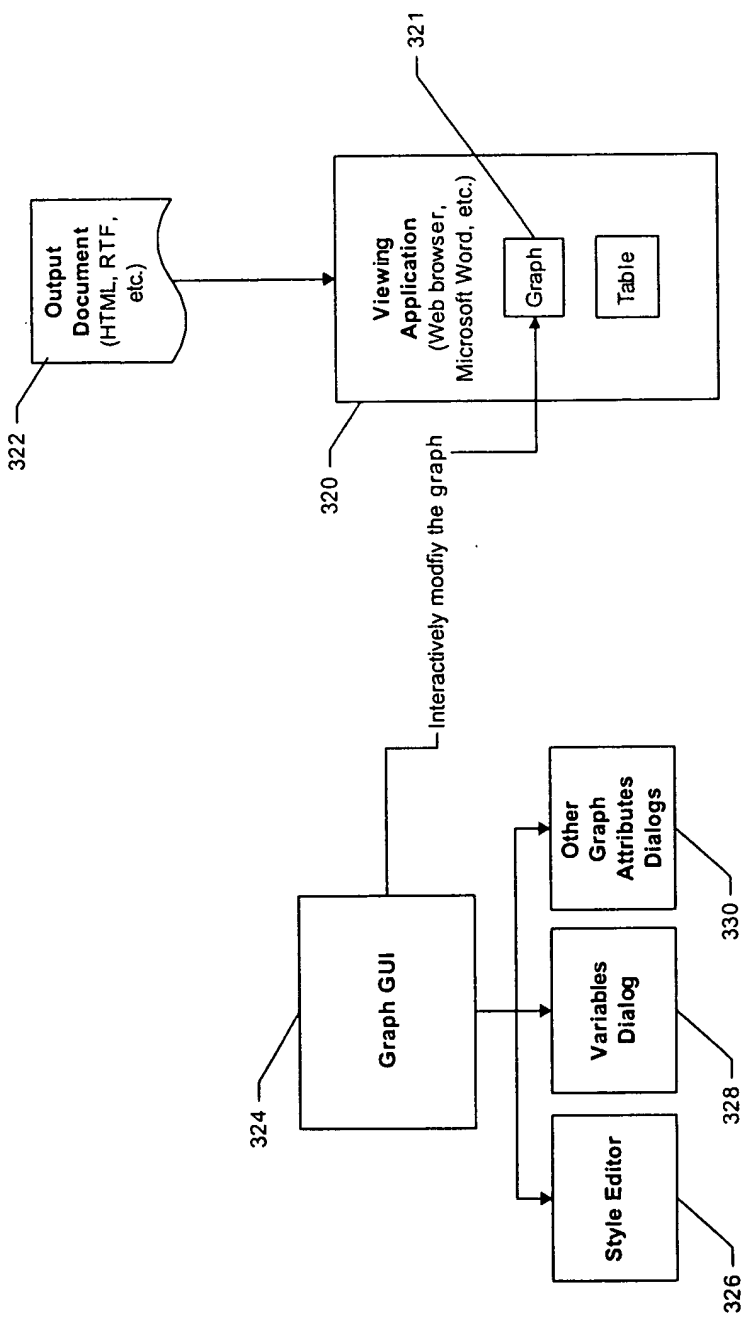 322
Output
Document
(HTML, RTF,
etc.)
321
320
Viewing
Application
(Web browser,
Microsoft Word, etc.)
Graph
Table
Interactively modfiy the graph
324
Graph GUI
Style Editor
Variables
Dialog
Other
Graph
Attributes
Dialogs
326
328
330